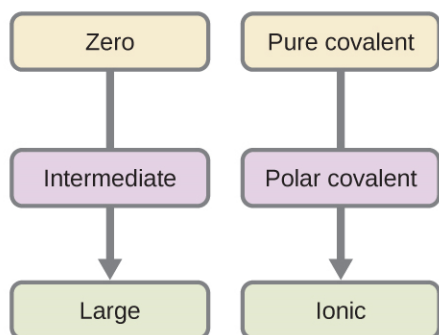 Zero
Pure covalent
Intermediate
Polar covalent
Large
Ionic